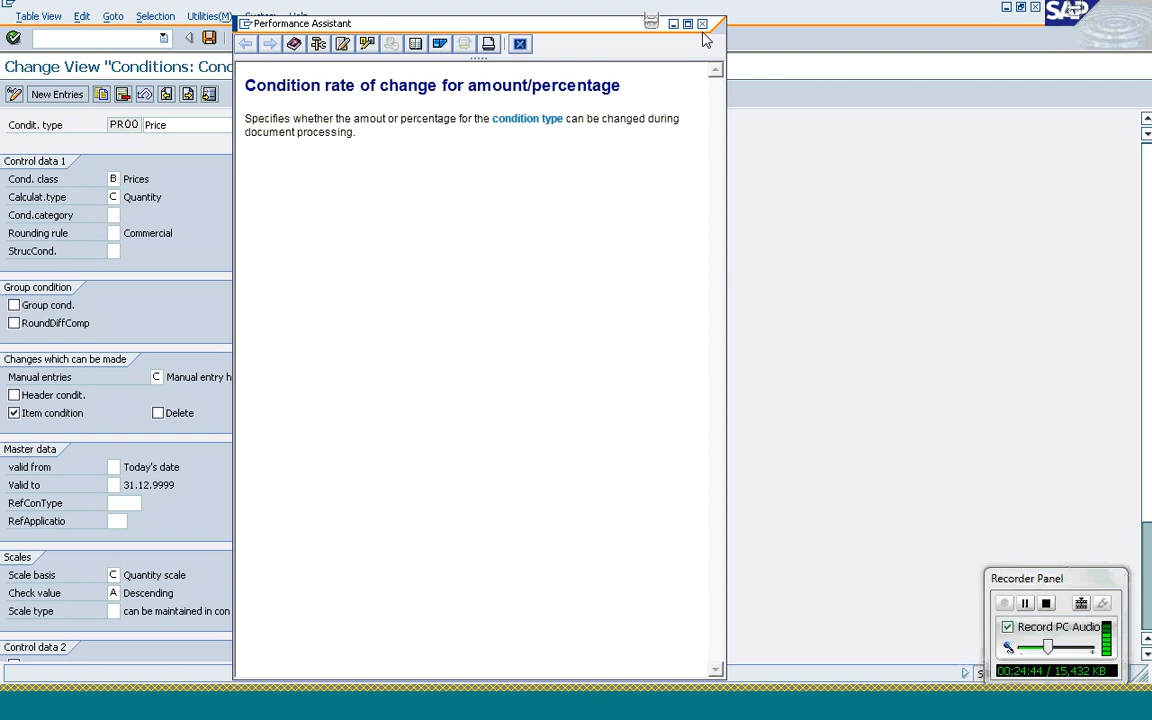 Performance Assistant
Table View Edit Goto Selection Utilities(M) System Help
SAP
Change View "Conditions: Con
New Entries
Condition rate of change for amount/percentage
Specifies whether the amout or percentage for the condition type can be changed during
document processing.
Condit. type PR00 Price
Control data 1
Cond. class B Prices
Calculat.type C Quantity
Cond.category
Rounding rule Commercial
StrucCond.
Group condition
Group cond.
RoundDiffComp
Changes which can be made
Manual entries C Manual entry h
Header condit.
Item condition Delete
Master data
valid from Today's date
Valid to 31.12.9999
RefConType
RefApplicatio
Scales
Scale basis C Quantity scale
Check value A Descending
Scale type can be maintained in con
Control data 2
Recorder Panel
Record PC Audio
00:24:44 / 15,432 KB